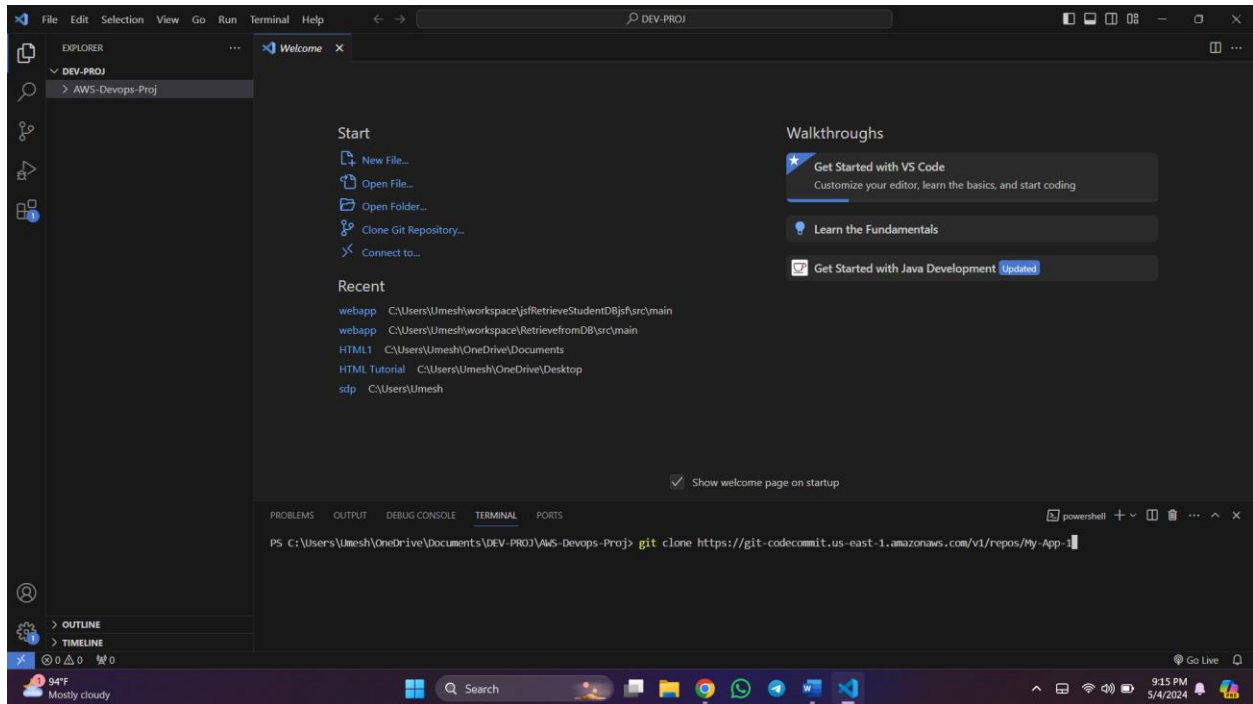 File Edit Selection View Go Run Terminal Help
DEV-PROJ
EXPLORER
Welcome
DEV-PROJ
AWS-Devops-Proj
Start
New File...
Open File...
Open Folder...
Clone Git Repository...
Connect to...
Recent
webapp C:\Users\Umesh\workspace\jsfRetrieveStudentDBjsf\src\main
webapp C:\Users\Umesh\workspace\RetrievefromDB\src\main
HTML1 C:\Users\Umesh\OneDrive\Documents
HTML Tutorial C:\Users\Umesh\OneDrive\Desktop
sdp C:\Users\Umesh
Walkthroughs
Get Started with VS Code
Customize your editor, learn the basics, and start coding
Learn the Fundamentals
Get Started with Java Development Updated
Show welcome page on startup
PROBLEMS OUTPUT DEBUG CONSOLE TERMINAL PORTS
powershell
PS C:\Users\Umesh\OneDrive\Documents\DEV-PROJ\AWS-Devops-Proj> git clone https://git-codecommit.us-east-1.amazonaws.com/v1/repos/My-App-1
1
OUTLINE
1
TIMELINE
0 0 0
Go Live
1
94°F
Mostly cloudy
Search
9:15 PM
5/4/2024
PRE